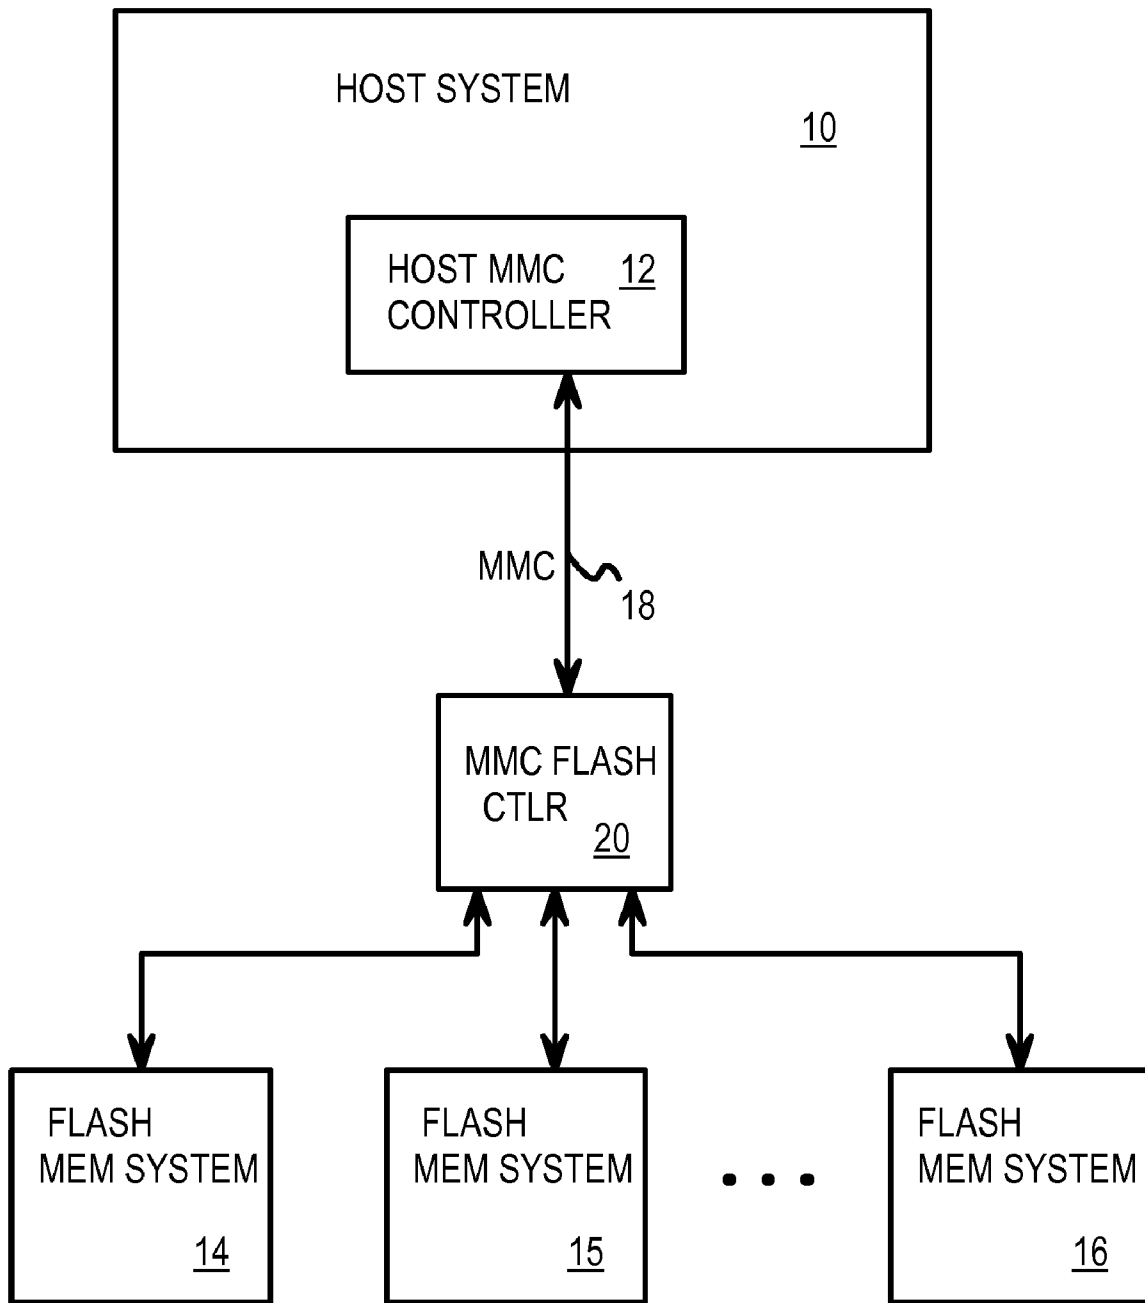 HOST SYSTEM
10
HOST MMC 12
CONTROLLER
MMC
18
MMC FLASH
CTLR
20
FLASH
MEM SYSTEM
14
FLASH
MEM SYSTEM
15
FLASH
MEM SYSTEM
16